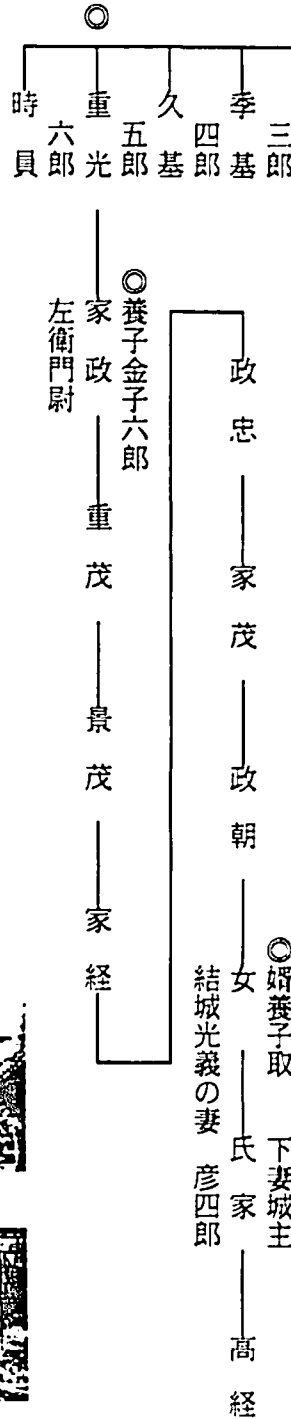 三郎
季基
四郎
久基
五郎
◎
重光
六郎
時員
◎養子金子六郎
家政
左衛門尉
重茂
景茂
家経
政忠
家茂
政朝
◎婿養子取
女
結城光義の妻
下妻城主
氏家
彦四郎
高経